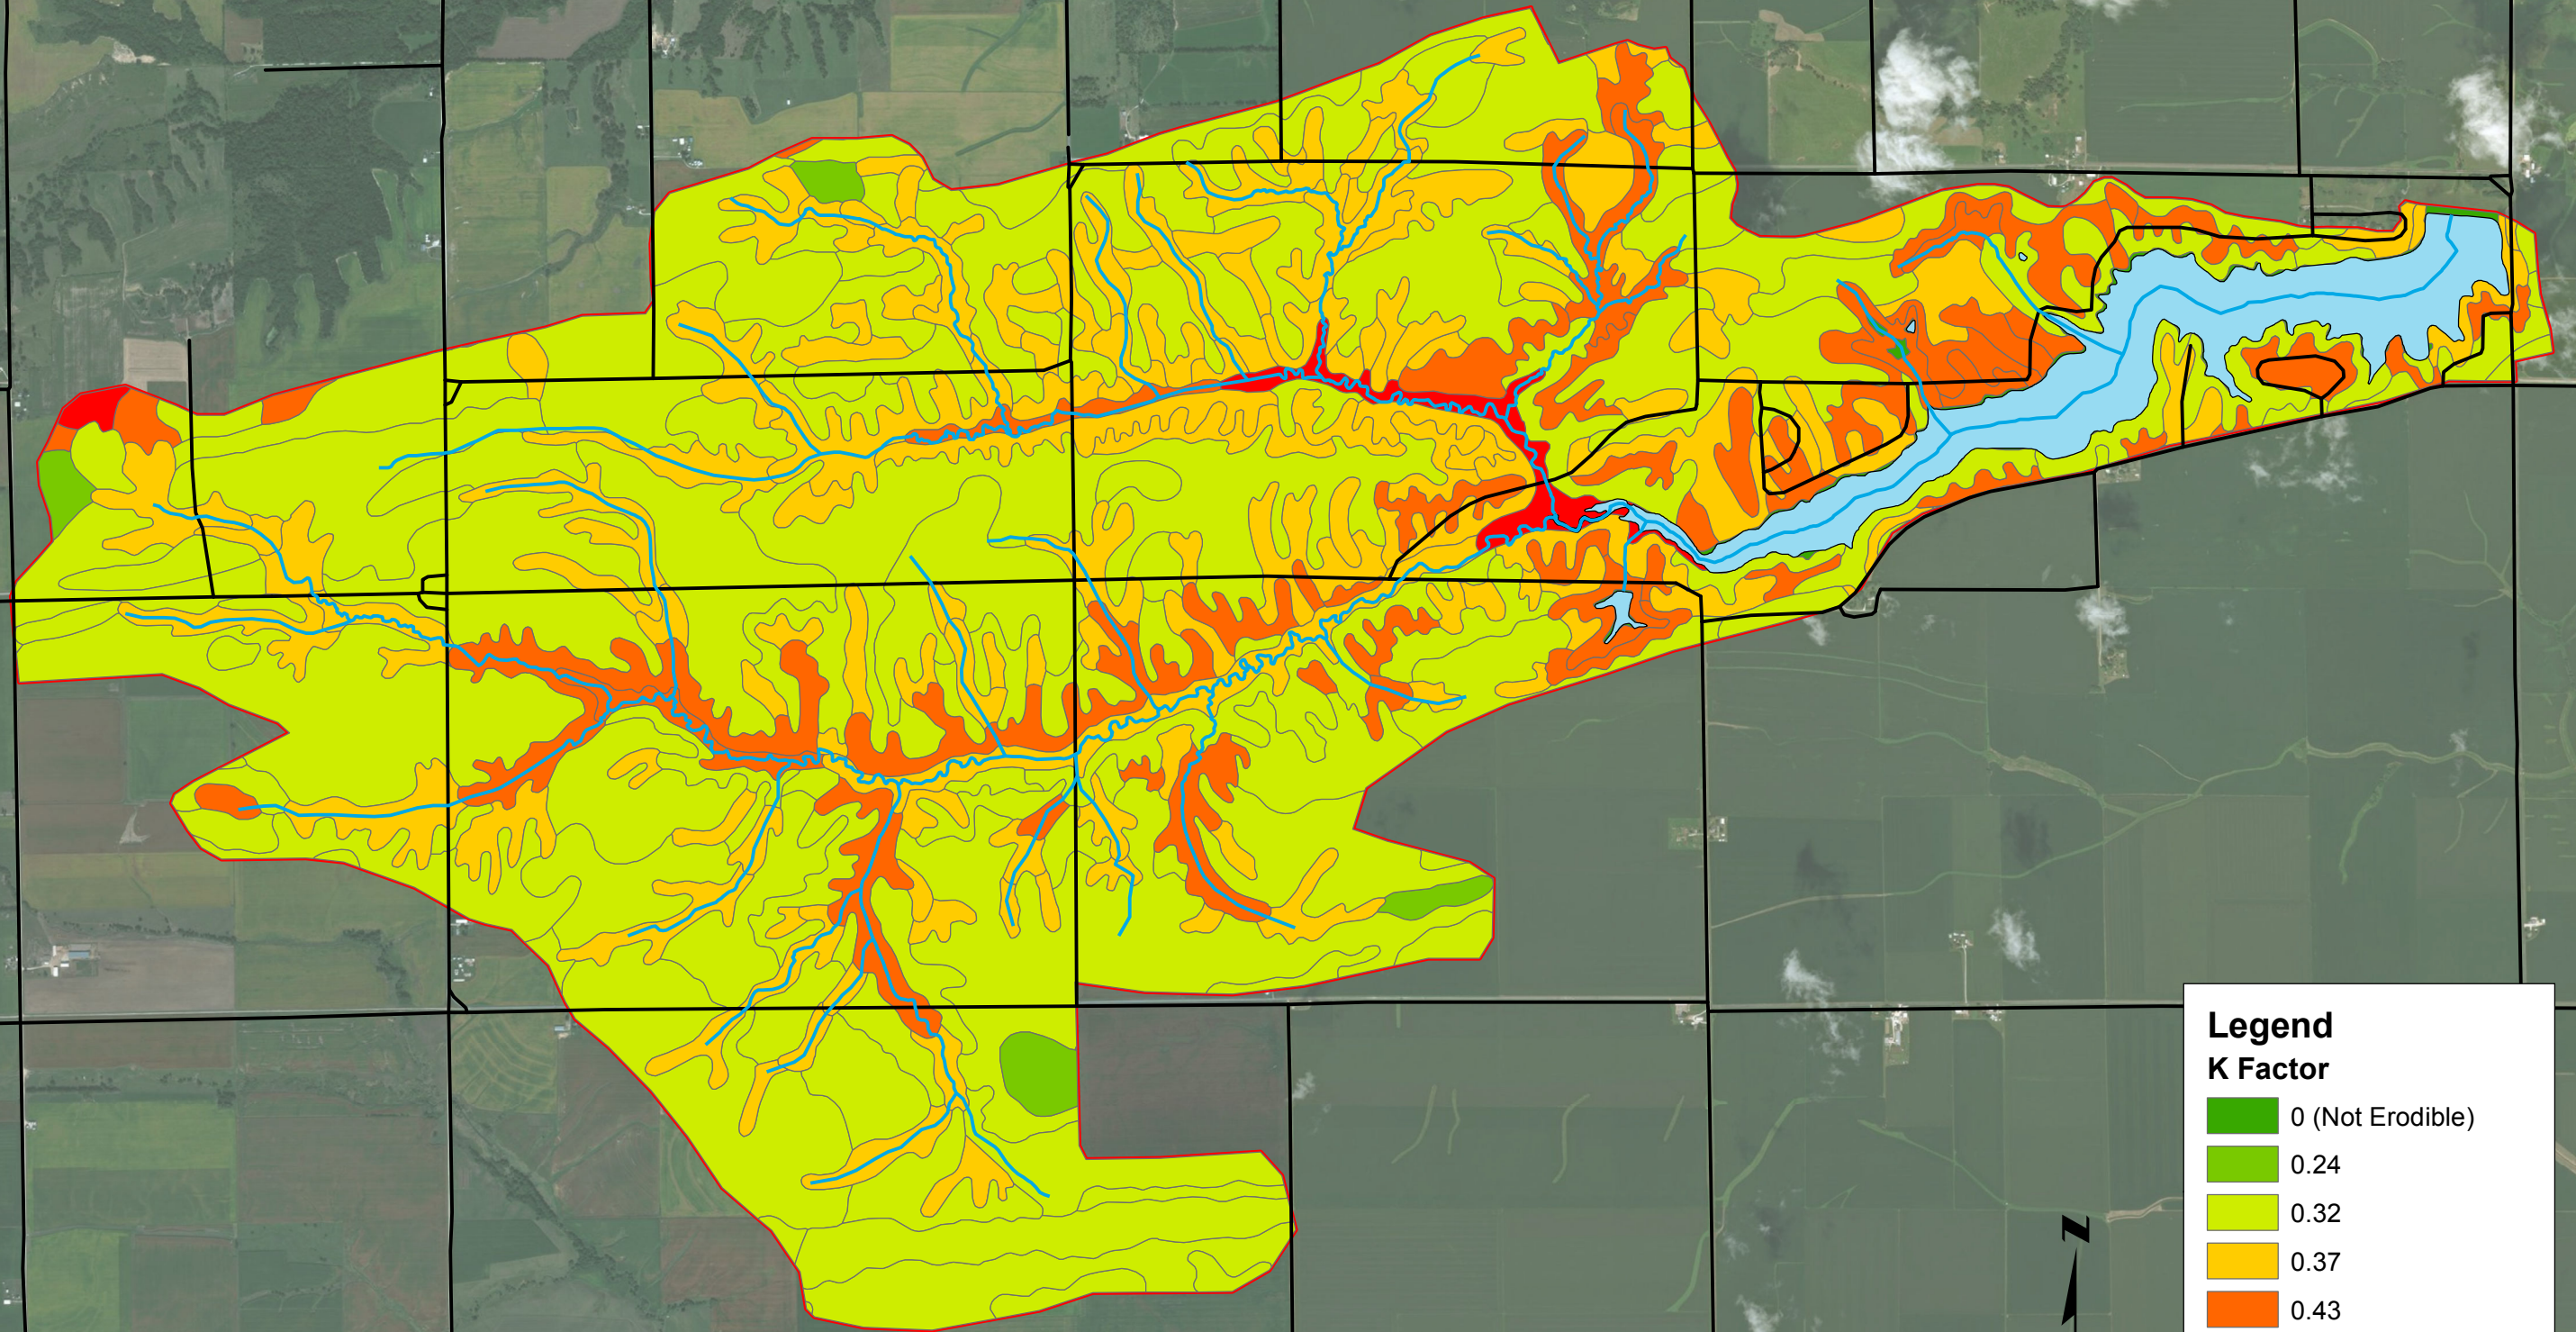 Legend
K Factor
0 (Not Erodible)
0.24
0.32
0.37
0.43
N